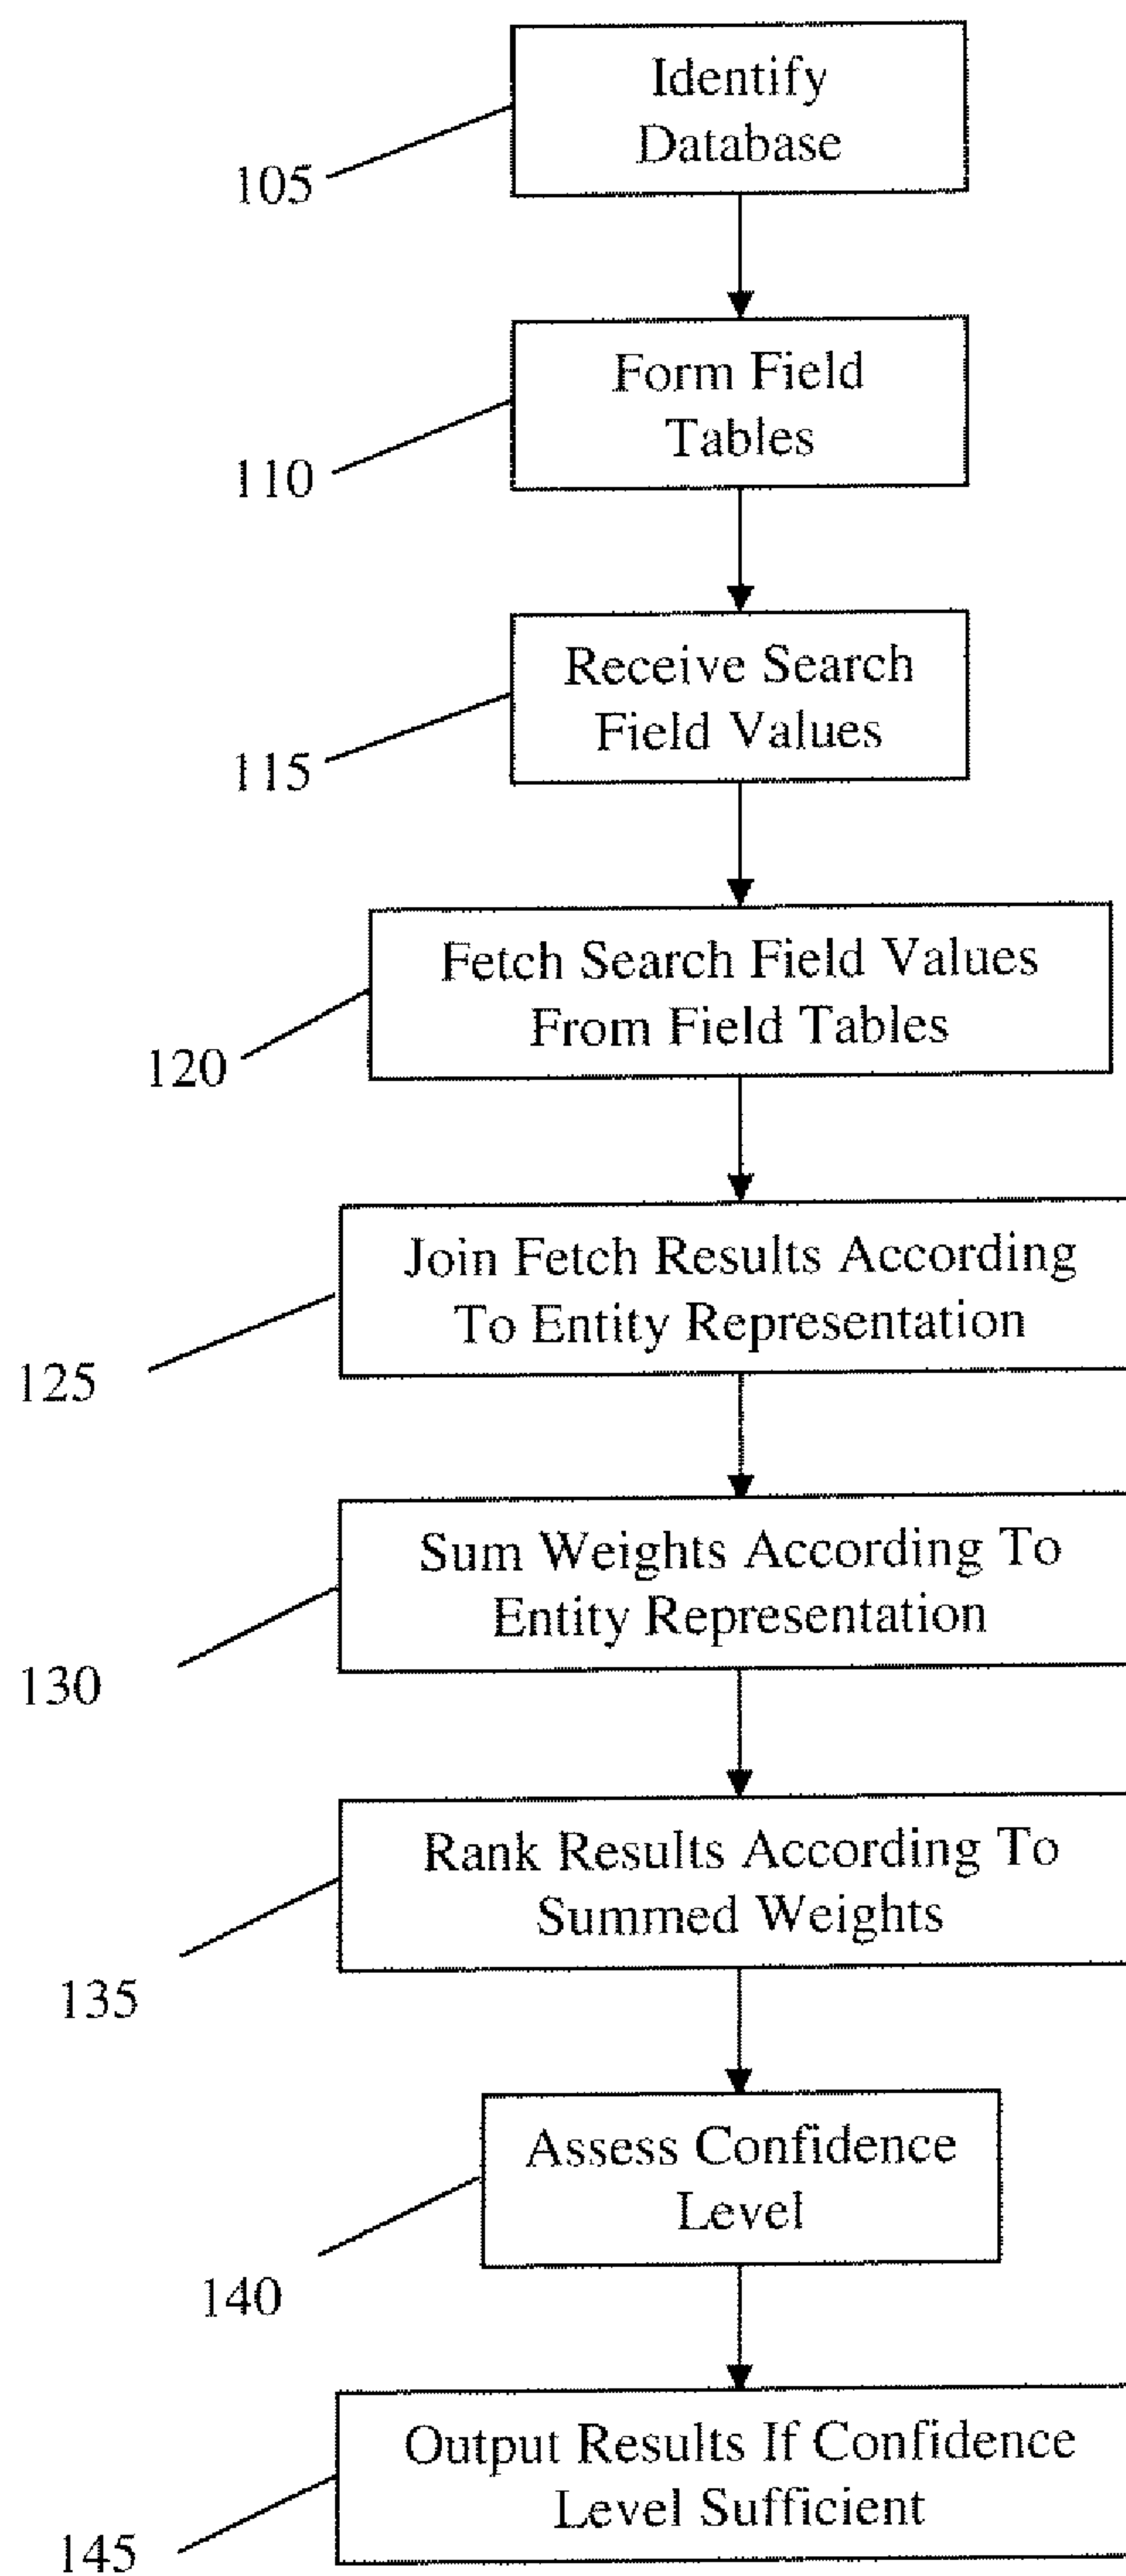 Identify
Database
105
Form Field
Tables
110
Receive Search
Field Values
115
Fetch Search Field Values
From Field Tables
120
Join Fetch Results According
To Entity Representation
125
Sum Weights According To
Entity Representation
130
Rank Results According To
Summed Weights
135
Assess Confidence
Level
140
Output Results If Confidence
Level Sufficient
145